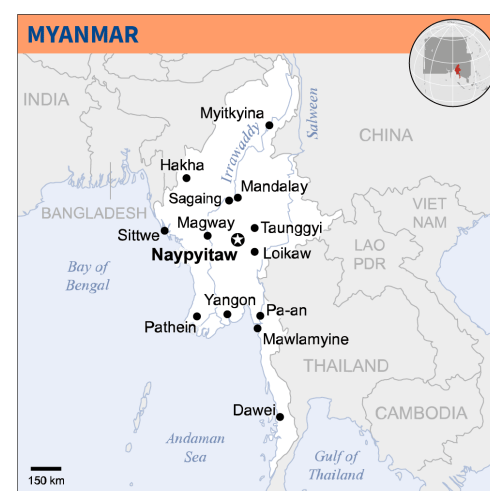 MYANMAR
INDIA
Salween
Myitkyina
CHINA
Irrawaddy
Hakha
Mandalay
Sagaing
VIET
NAM
BANGLADESH
Magway
Taunggyi
Sittwe
LAO
PDR
Naypyitaw
Loikaw
Bay of
Bengal
Yangon
Pa-an
Pathein
Mawlamyine
THAILAND
Dawei
CAMBODIA
Andaman
Sea
Gulf of
Thailand
150 km